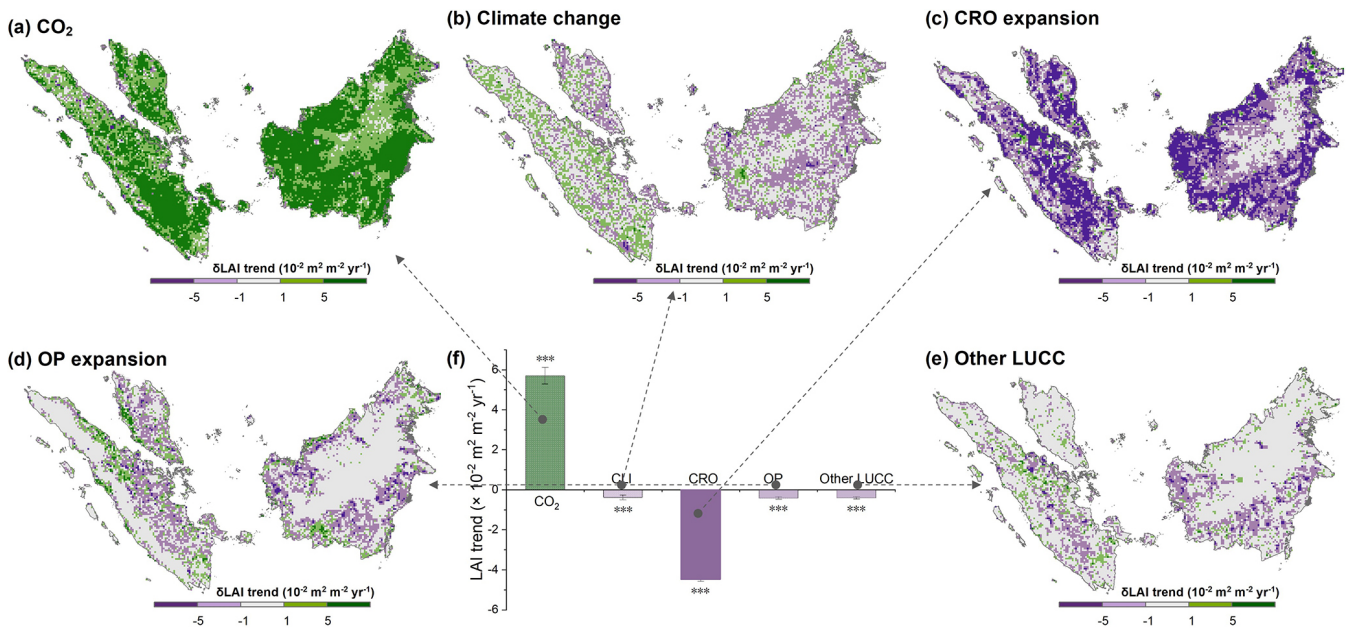 (a) CO₂
(b) Climate change
(c) CRO expansion
δLAI trend (10⁻² m² m⁻² yr⁻¹)
-5 -1 1 5
δLAI trend (10⁻² m² m⁻² yr⁻¹)
-5 -1 1 5
δLAI trend (10⁻² m² m⁻² yr⁻¹)
-5 -1 1 5
(d) OP expansion
(f)
(e) Other LUCC
LAI trend (× 10⁻² m² m⁻² yr⁻¹)
6
4
2
0
-2
-4
-6
***
CO₂
CLI
***
CRO
***
OP
***
Other LUCC
***
δLAI trend (10⁻² m² m⁻² yr⁻¹)
-5 -1 1 5
δLAI trend (10⁻² m² m⁻² yr⁻¹)
-5 -1 1 5